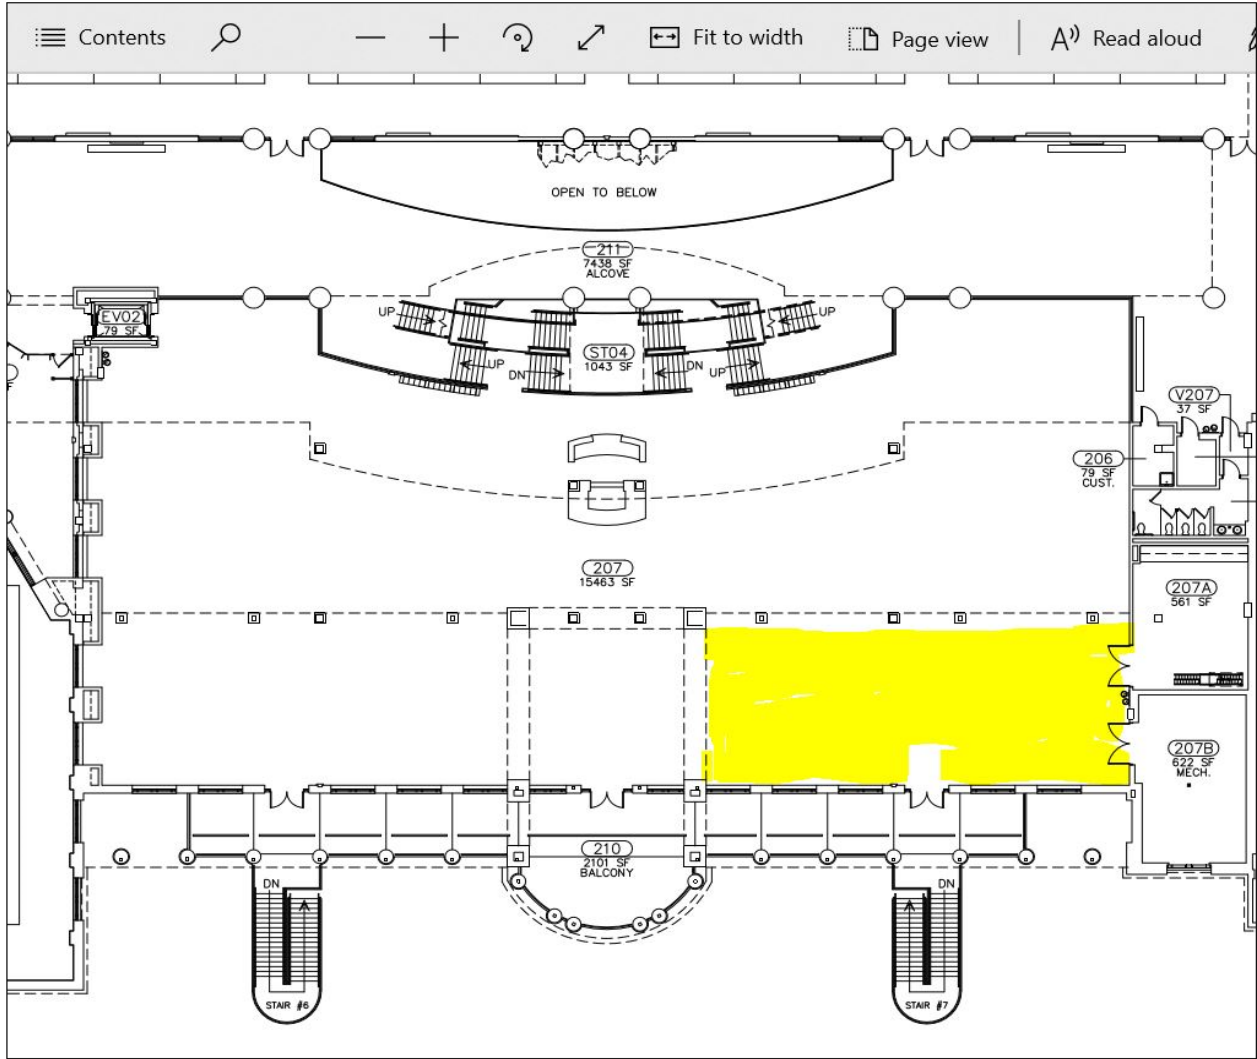 Contents
Fit to width
Page view
Read aloud
OPEN TO BELOW
211
7438 SF
ALCOVE
EV02
79 SF
UP
UP
ST04
1043 SF
UP
DN
DN
UP
V207
37 SF
206
79 SF
CUST.
207
15463 SF
207A
561 SF
207B
622 SF
MECH.
210
2101 SF
BALCONY
DN
DN
STAIR #6
STAIR #7